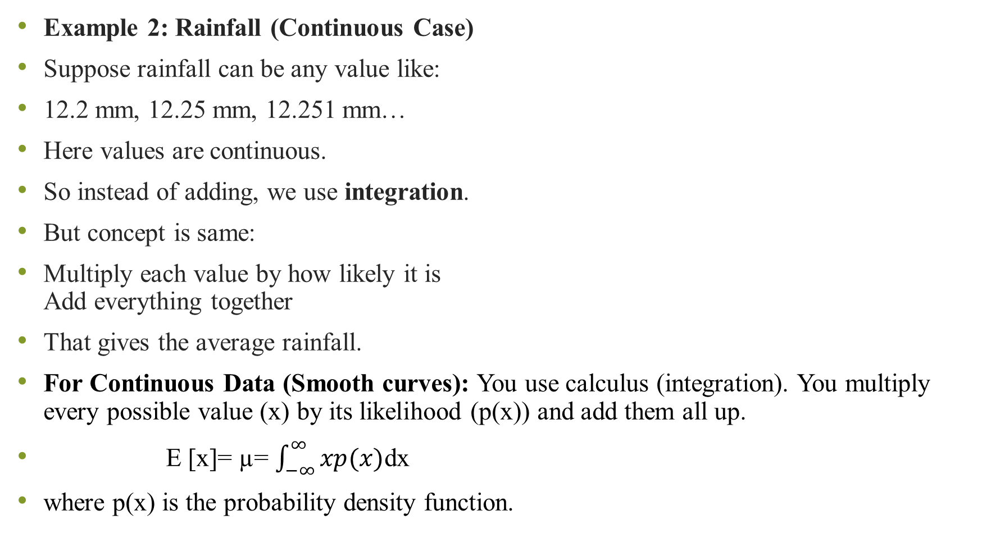 • Example 2: Rainfall (Continuous Case)
• Suppose rainfall can be any value like:
• 12.2 mm, 12.25 mm, 12.251 mm…
• Here values are continuous.
• So instead of adding, we use integration.
• But concept is same:
• Multiply each value by how likely it is
Add everything together
• That gives the average rainfall.
• For Continuous Data (Smooth curves): You use calculus (integration). You multiply
every possible value (x) by its likelihood (p(x)) and add them all up.
• E [x]= μ= ∫_{−∞}^{∞} xp(x)dx
• where p(x) is the probability density function.